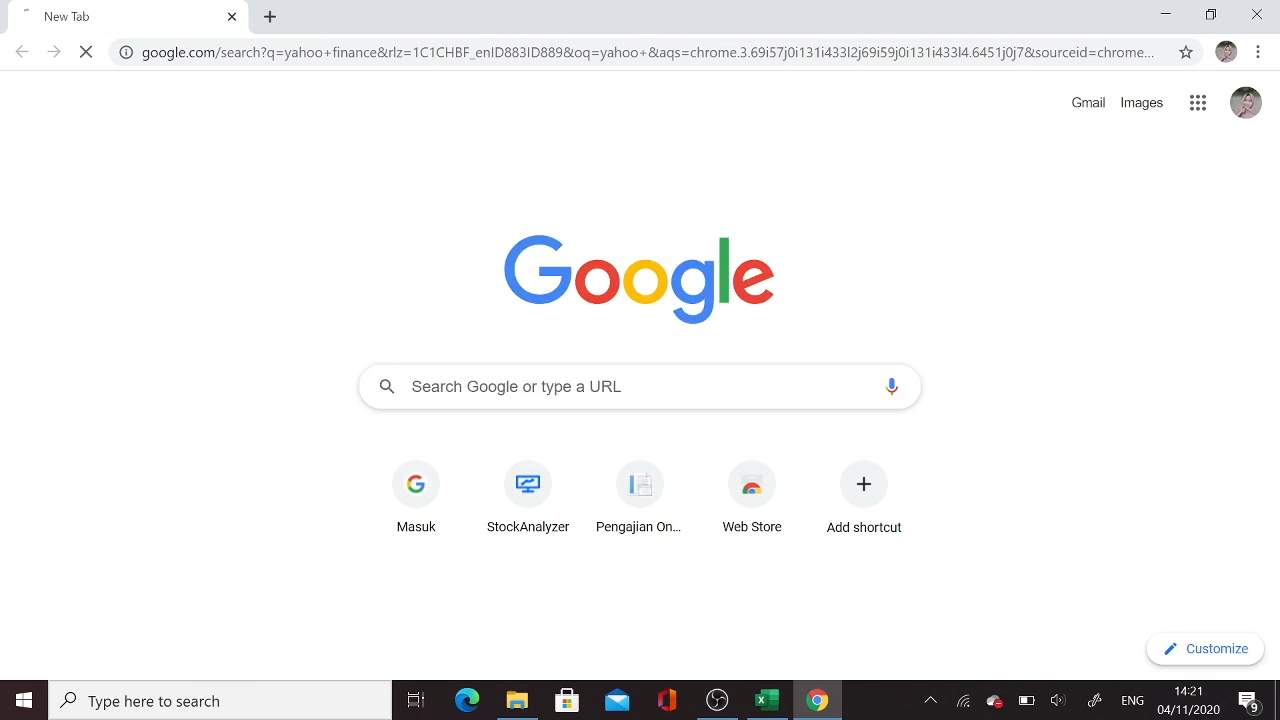 New Tab
google.com/search?q=yahoo+finance&rlz=1C1CHBF_enID883ID889&oq=yahoo+&aqs=chrome.3.69i57j0i131i433l2j69i59j0i131i433l4.6451j0j7&sourceid=chrome...
Gmail Images
Google
Search Google or type a URL
Masuk StockAnalyzer Pengajian On... Web Store Add shortcut
Customize
Type here to search
ENG
14:21
04/11/2020
9